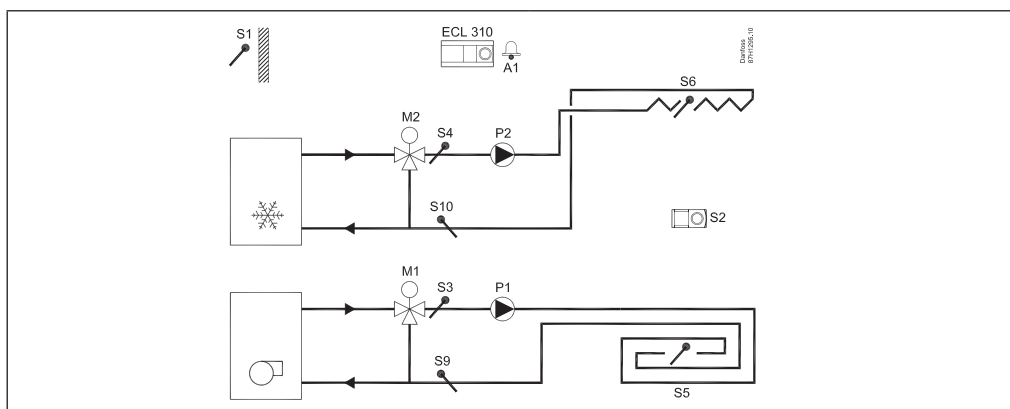 S1
ECL 310
A1
Danfoss
87H1295.10
S6
M2
S4
P2
S10
S2
M1
S3
P1
S9
S5